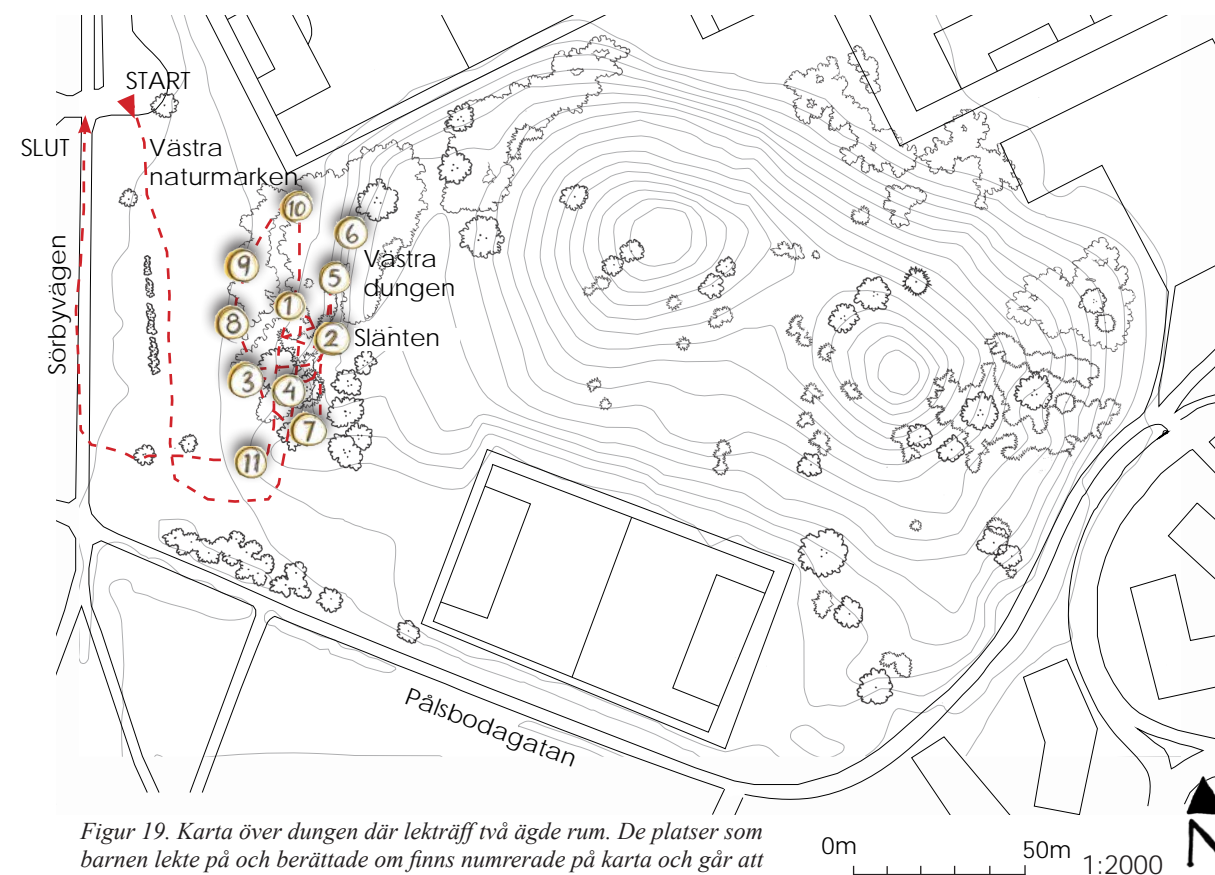 START
SLUT
Västra
naturmarken
10
6
9
Västra
dungen
5
1
8
2
Slänten
Sörbyvägen
3
4
7
11
Pålsbodagatan
Figur 19. Karta över dungen där lekträff två ägde rum. De platser som
barnen lekte på och berättade om finns numrerade på karta och går att
0m
50m
1:2000
N